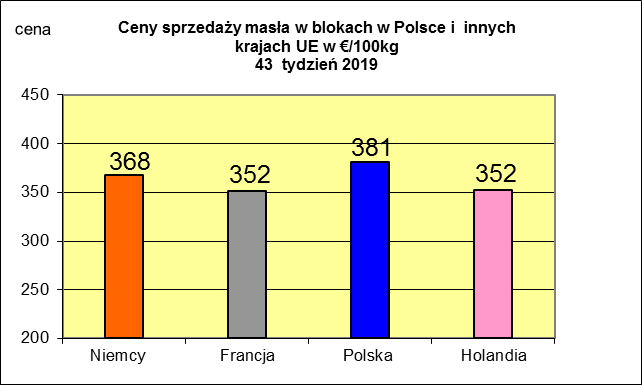 cena
Ceny sprzedaży masła w blokach w Polsce i innych
krajach UE w €/100kg
43 tydzień 2019
450
400
350
300
250
200
368
352
381
352
Niemcy
Francja
Polska
Holandia